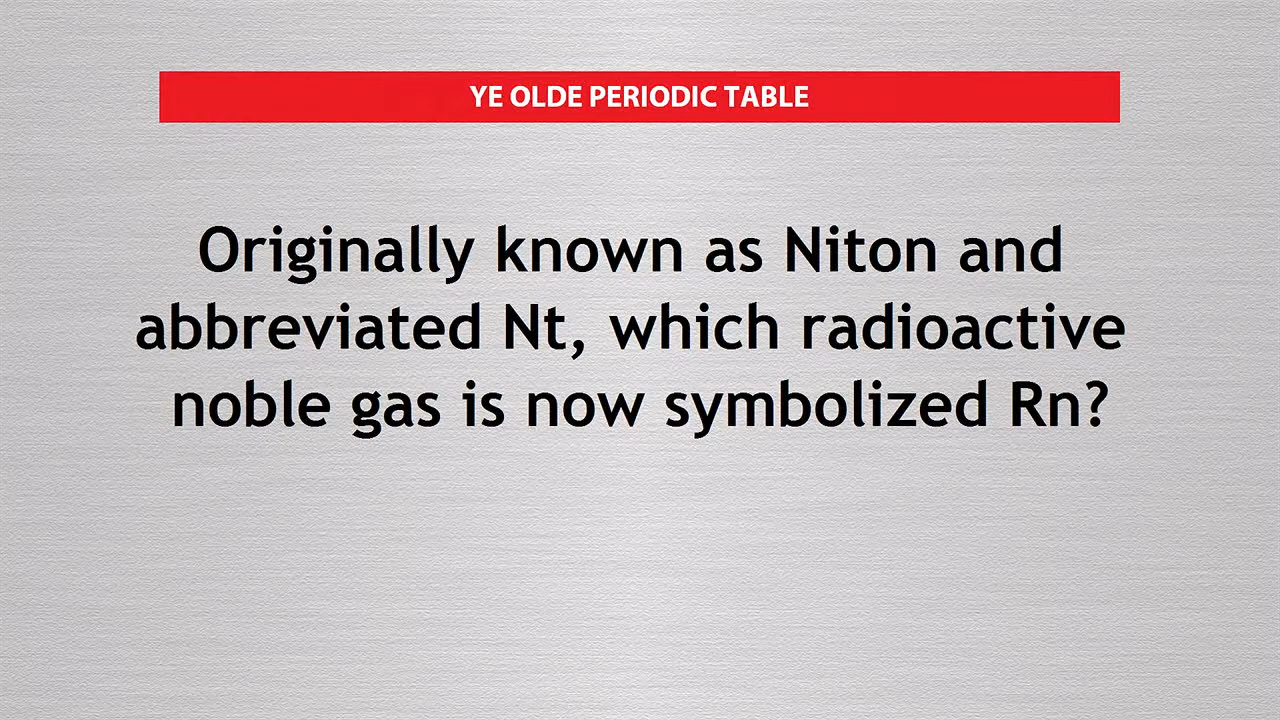 YE OLDE PERIODIC TABLE
Originally known as Niton and
abbreviated Nt, which radioactive
noble gas is now symbolized Rn?